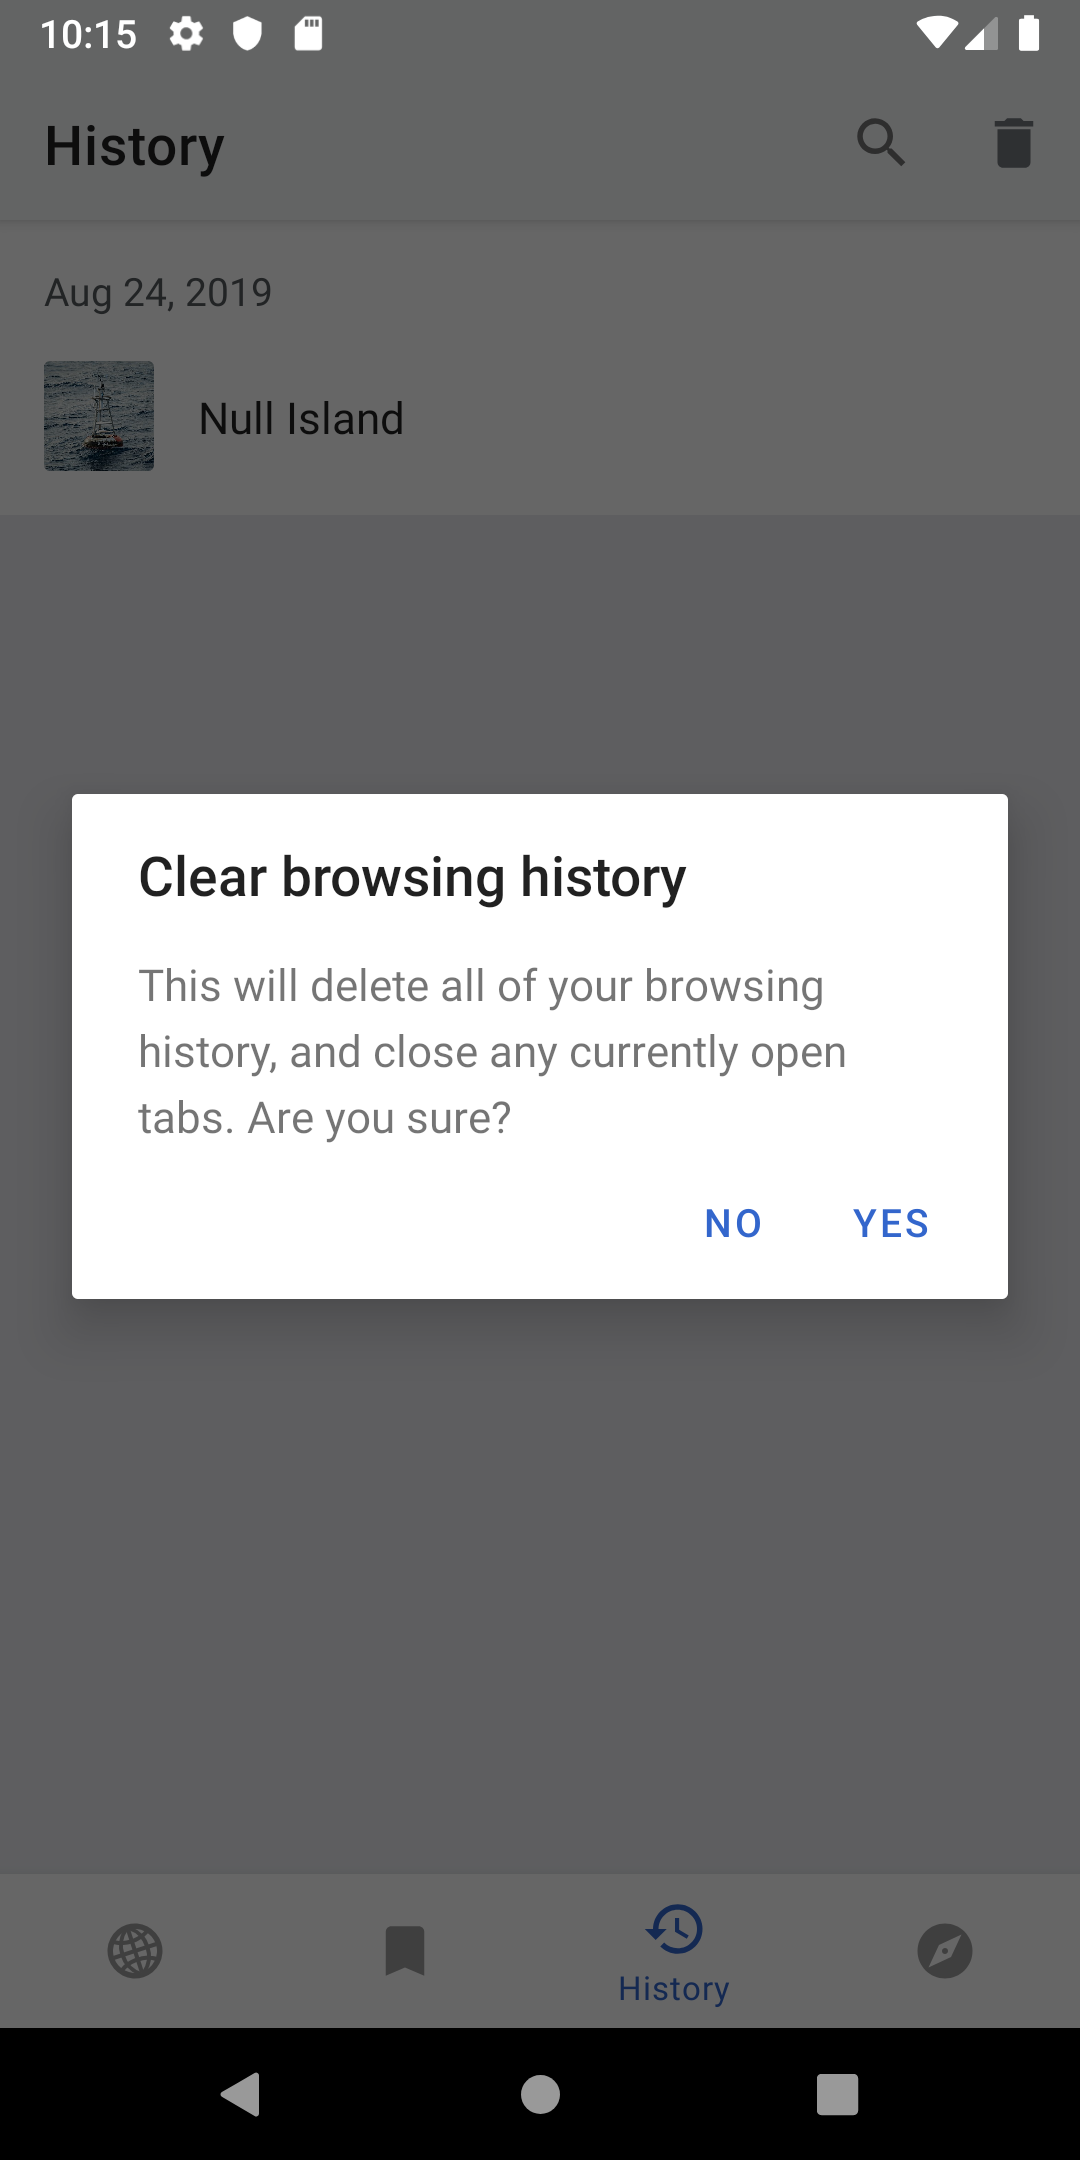 10:15
History
Aug 24, 2019
Null Island
Clear browsing history
This will delete all of your browsing
history, and close any currently open
tabs. Are you sure?
NO YES
History